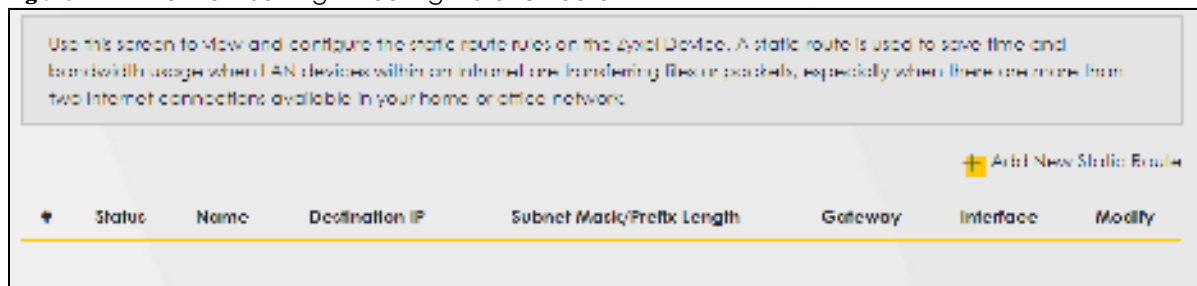 Use this screen to view and configure the static route rules on the Zyxel Device. A static route is used to save time and
bandwidth usage when LAN devices within an intranet are transferring files or packets, especially when there are more than
two Internet connections available in your home or office network.
+ Add New Static Route
# Status Name Destination IP Subnet Mask/Prefix Length Gateway Interface Modify